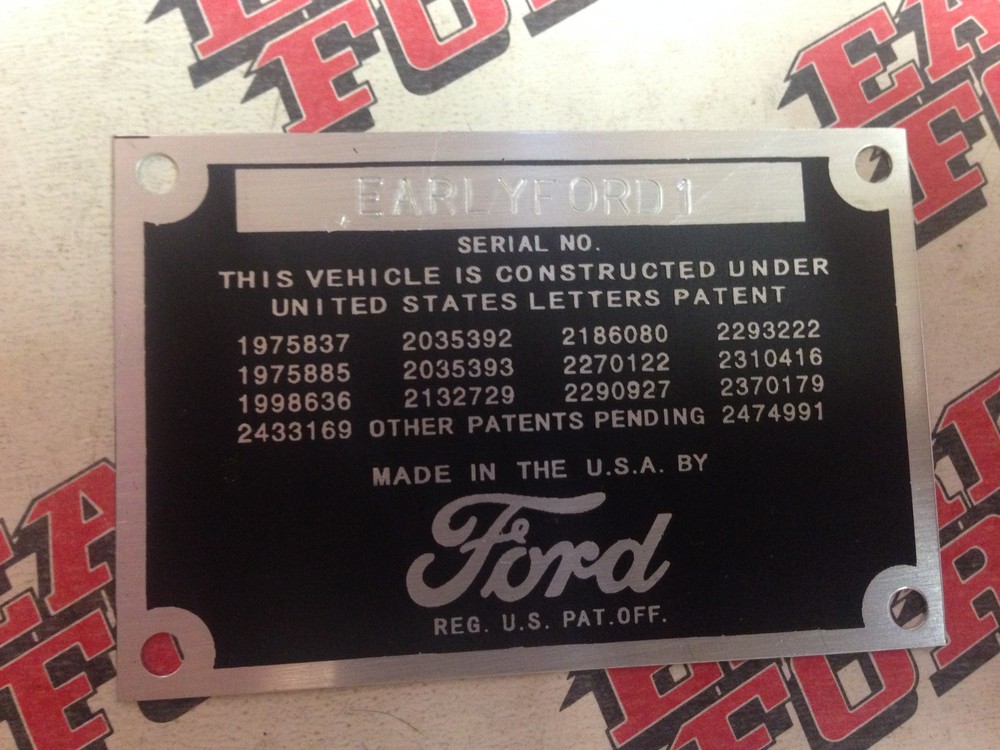 EARLYFORD1
SERIAL NO.
THIS VEHICLE IS CONSTRUCTED UNDER
UNITED STATES LETTERS PATENT
1975837 2035392 2186080 2293222
1975885 2035393 2270122 2310416
1998636 2132729 2290927 2370179
2433169 OTHER PATENTS PENDING 2474991
MADE IN THE U.S.A. BY
Ford
REG. U.S. PAT.OFF.